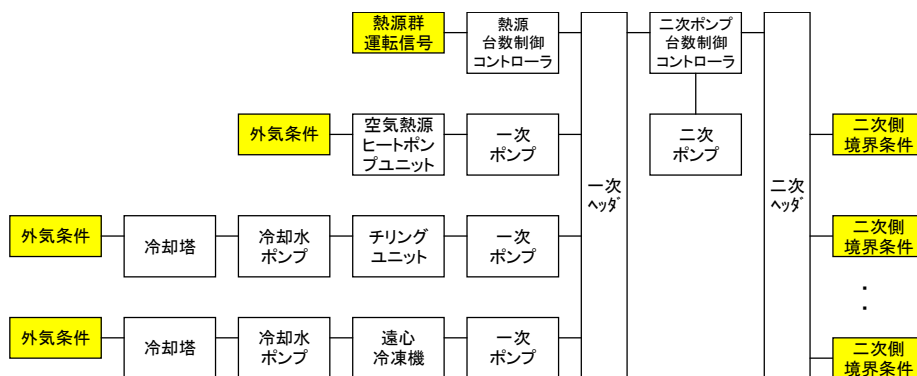 熱源群
運転信号
熱源
台数制御
コントローラ
二次ポンプ
台数制御
コントローラ
外気条件
空気熱源
ヒートポン
プユニット
一次
ポンプ
一次
ヘッダ
二次
ポンプ
二次
ヘッダ
二次側
境界条件
外気条件
冷却塔
冷却水
ポンプ
チリング
ユニット
一次
ポンプ
二次側
境界条件
・
・
外気条件
冷却塔
冷却水
ポンプ
遠心
冷凍機
一次
ポンプ
二次側
境界条件